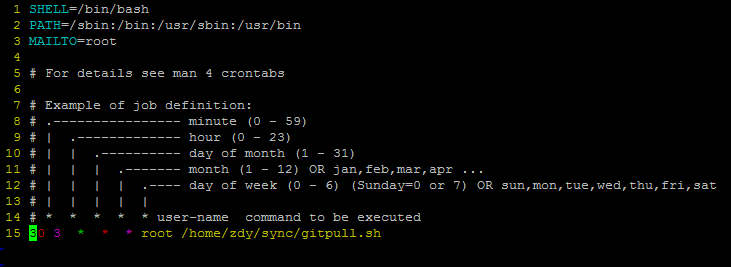 1 SHELL=/bin/bash
2 PATH=/sbin:/bin:/usr/sbin:/usr/bin
3 MAILTO=root
4
5 # For details see man 4 crontabs
6
7 # Example of job definition:
8 # .---------------- minute (0 - 59)
9 # |  .------------- hour (0 - 23)
10 # |  |  .---------- day of month (1 - 31)
11 # |  |  |  .------- month (1 - 12) OR jan,feb,mar,apr ...
12 # |  |  |  |  .---- day of week (0 - 6) (Sunday=0 or 7) OR sun,mon,tue,wed,thu,fri,sat
13 # |  |  |  |  |
14 # *  *  *  *  * user-name  command to be executed
15 30 3  *  *  * root /home/zdy/sync/gitpull.sh
~